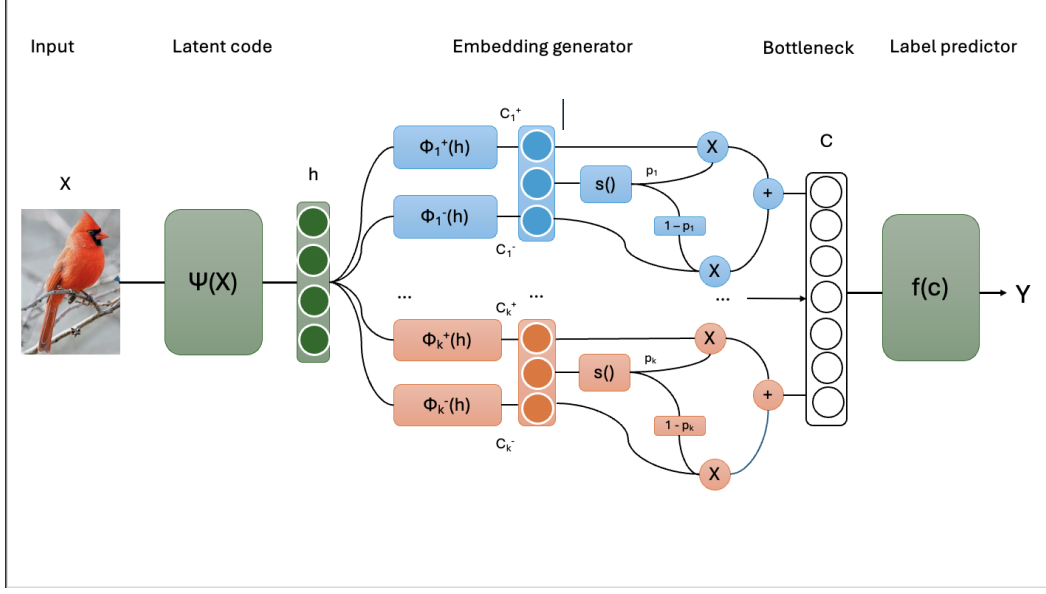 Input
Latent code
Embedding generator
Bottleneck
Label predictor
X
Ψ(X)
h
Φ₁⁺(h)
Φ₁⁻(h)
C₁⁺
C₁⁻
s()
p₁
1 – p₁
X
X
+
...
...
...
Φₖ⁺(h)
Φₖ⁻(h)
Cₖ⁺
Cₖ⁻
s()
pₖ
1 - pₖ
X
X
+
C
f(c)
Y